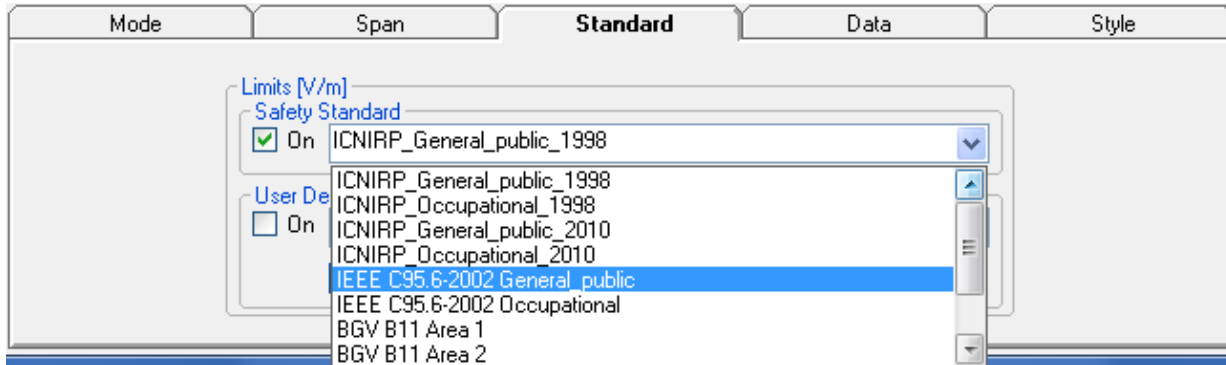 Mode Span Standard Data Style
Limits [V/m]
Safety Standard
On ICNIRP_General_public_1998
ICNIRP_General_public_1998
User De
ICNIRP_Occupational_1998
On ICNIRP_General_public_2010
ICNIRP_Occupational_2010
IEEE C95.6-2002 General_public
IEEE C95.6-2002 Occupational
BGV B11 Area 1
BGV B11 Area 2